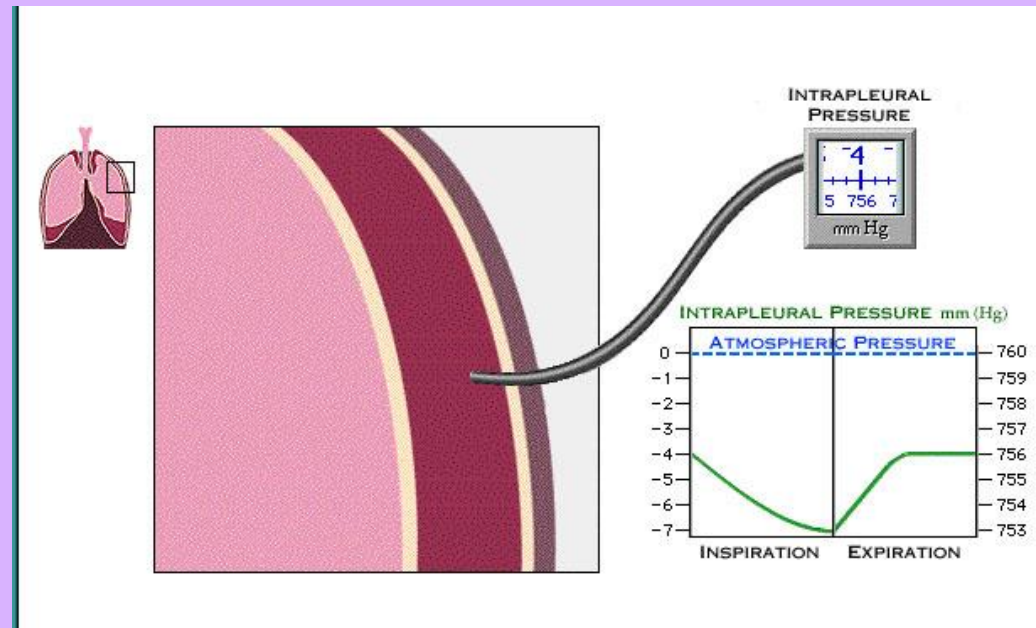 INTRAPLEURAL
PRESSURE
-4 -
5 756 7
mm Hg
INTRAPLEURAL PRESSURE mm (Hg)
ATMOSPHERIC PRESSURE
0 760
-1 759
-2 758
-3 757
-4 756
-5 755
-6 754
-7 753
INSPIRATION EXPIRATION